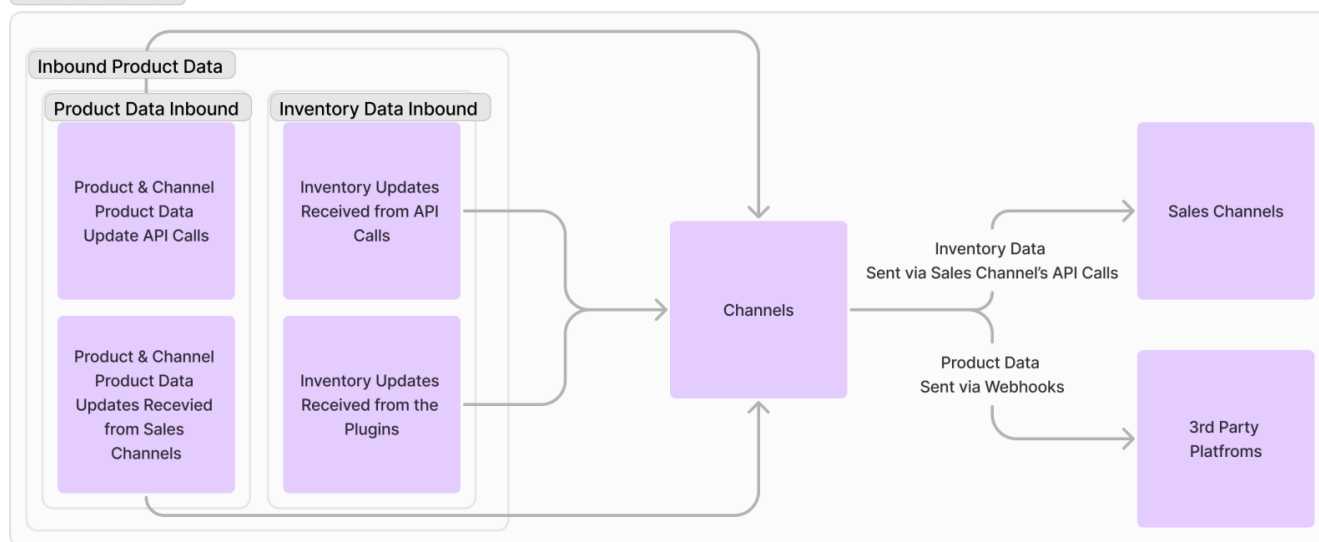 Inbound Product Data
Product Data Inbound
Inventory Data Inbound
Product & Channel
Product Data
Update API Calls
Inventory Updates
Received from API
Calls
Product & Channel
Product Data
Updates Recevied
from Sales
Channels
Inventory Updates
Received from the
Plugins
Channels
Inventory Data
Sent via Sales Channel's API Calls
Product Data
Sent via Webhooks
Sales Channels
3rd Party
Platfroms